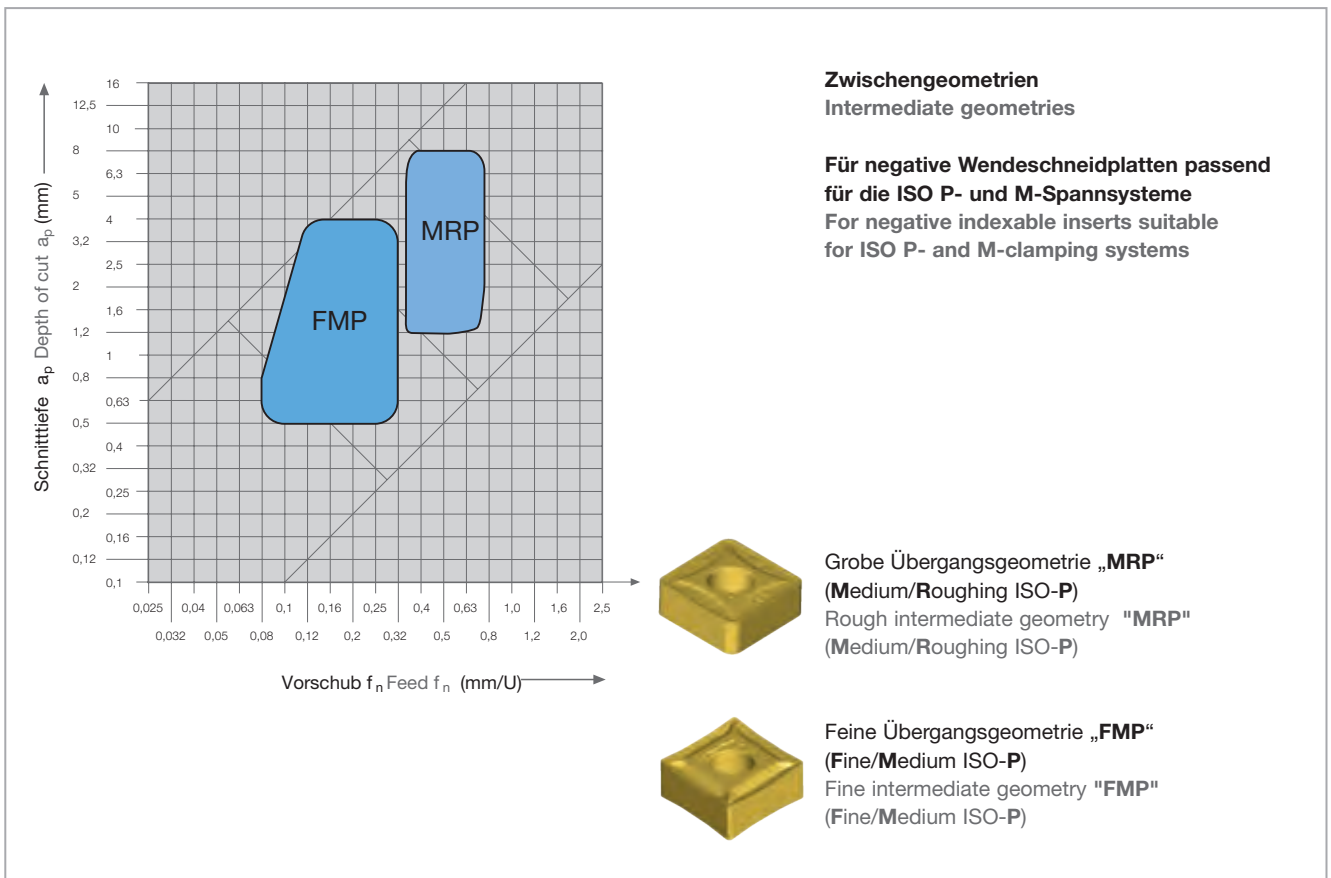 Schnitttiefe ap Depth of cut ap (mm)
16
12,5
10
8
6,3
5
4
3,2
2,5
2
1,6
1,2
1
0,8
0,63
0,5
0,4
0,32
0,25
0,2
0,16
0,12
0,1
MRP
FMP
0,025 0,04 0,063 0,1 0,16 0,25 0,4 0,63 1,0 1,6 2,5
0,032 0,05 0,08 0,12 0,2 0,32 0,5 0,8 1,2 2,0
Vorschub fn Feed fn (mm/U)
Zwischengeometrien
Intermediate geometries
Für negative Wendeschneidplatten passend
für die ISO P- und M-Spannsysteme
For negative indexable inserts suitable
for ISO P- and M-clamping systems
Grobe Übergangsgeometrie „MRP“
(Medium/Roughing ISO-P)
Rough intermediate geometry "MRP"
(Medium/Roughing ISO-P)
Feine Übergangsgeometrie „FMP“
(Fine/Medium ISO-P)
Fine intermediate geometry "FMP"
(Fine/Medium ISO-P)